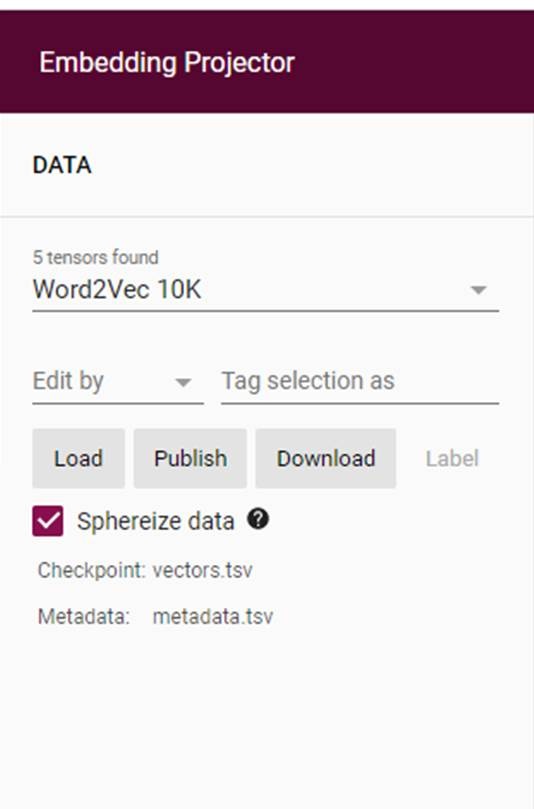 Embedding Projector
DATA
5 tensors found
Word2Vec 10K
Edit by Tag selection as
Load Publish Download Label
Sphereize data ?
Checkpoint: vectors.tsv
Metadata: metadata.tsv